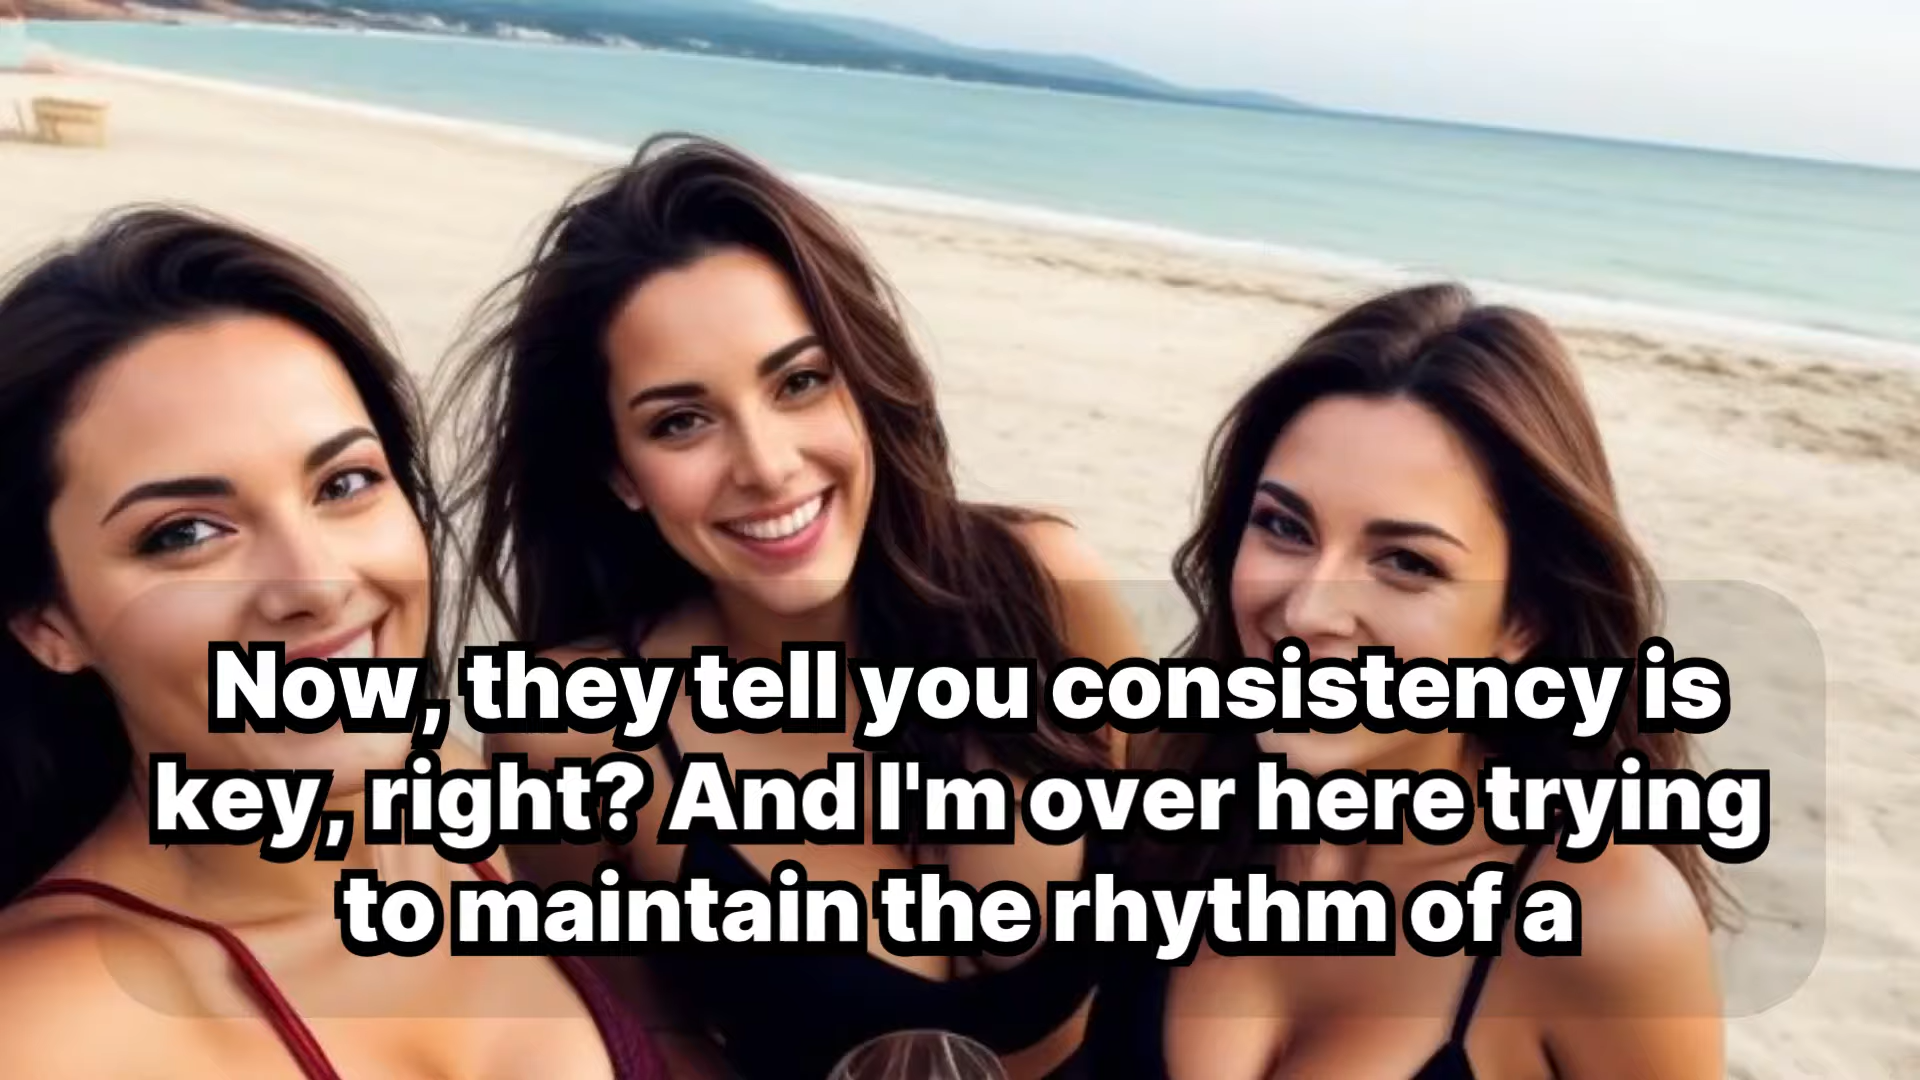 Now, they tell you consistency is
key, right? And I'm over here trying
to maintain the rhythm of a